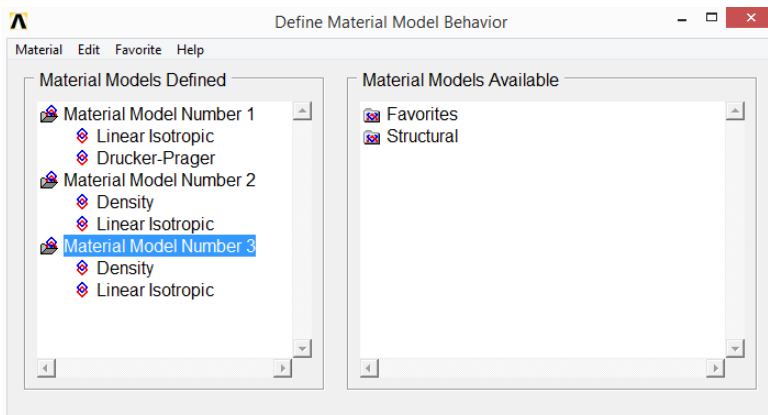 Define Material Model Behavior
Material Edit Favorite Help
Material Models Defined
Material Model Number 1
Linear Isotropic
Drucker-Prager
Material Model Number 2
Density
Linear Isotropic
Material Model Number 3
Density
Linear Isotropic
Material Models Available
Favorites
Structural